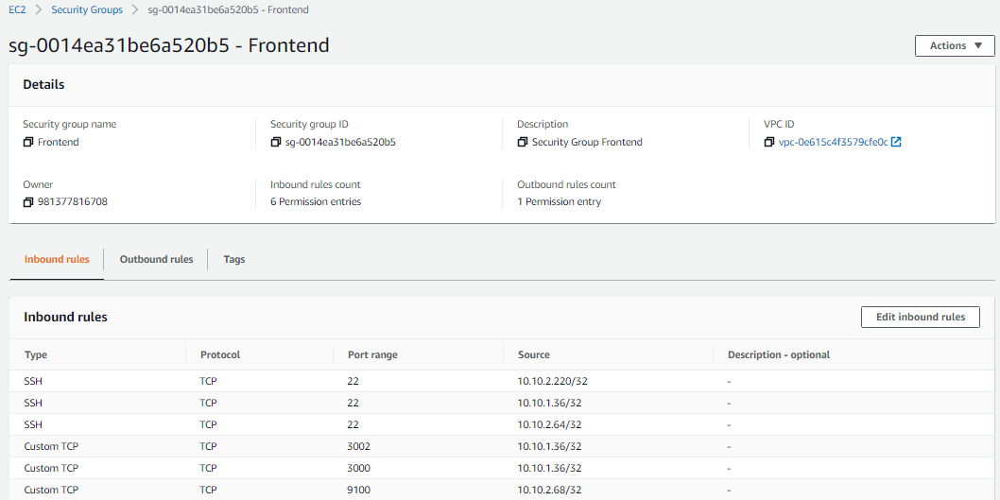 EC2 > Security Groups > sg-0014ea31be6a520b5 - Frontend
sg-0014ea31be6a520b5 - Frontend
Actions
Details
Security group name Security group ID Description VPC ID
Frontend sg-0014ea31be6a520b5 Security Group Frontend vpc-0e615c4f3579cfe0c
Owner Inbound rules count Outbound rules count
981377816708 6 Permission entries 1 Permission entry
Inbound rules Outbound rules Tags
Inbound rules Edit inbound rules
Type Protocol Port range Source Description - optional
SSH TCP 22 10.10.2.220/32 -
SSH TCP 22 10.10.1.36/32 -
SSH TCP 22 10.10.2.64/32 -
Custom TCP TCP 3002 10.10.1.36/32 -
Custom TCP TCP 3000 10.10.1.36/32 -
Custom TCP TCP 9100 10.10.2.68/32 -